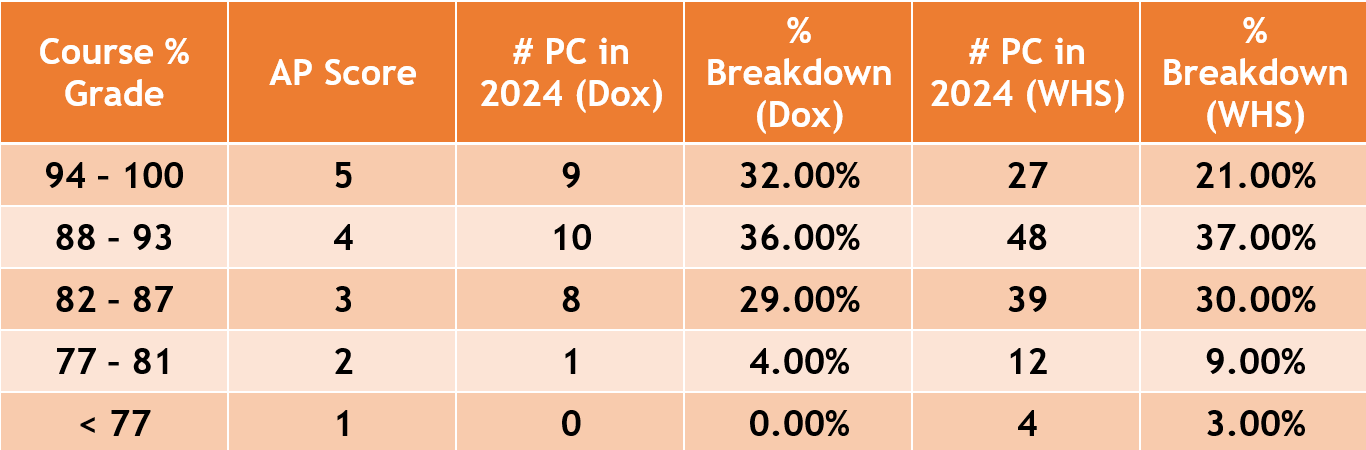 Course % Grade | AP Score | # PC in 2024 (Dox) | % Breakdown (Dox) | # PC in 2024 (WHS) | % Breakdown (WHS)
94 – 100 | 5 | 9 | 32.00% | 27 | 21.00%
88 – 93 | 4 | 10 | 36.00% | 48 | 37.00%
82 – 87 | 3 | 8 | 29.00% | 39 | 30.00%
77 – 81 | 2 | 1 | 4.00% | 12 | 9.00%
< 77 | 1 | 0 | 0.00% | 4 | 3.00%